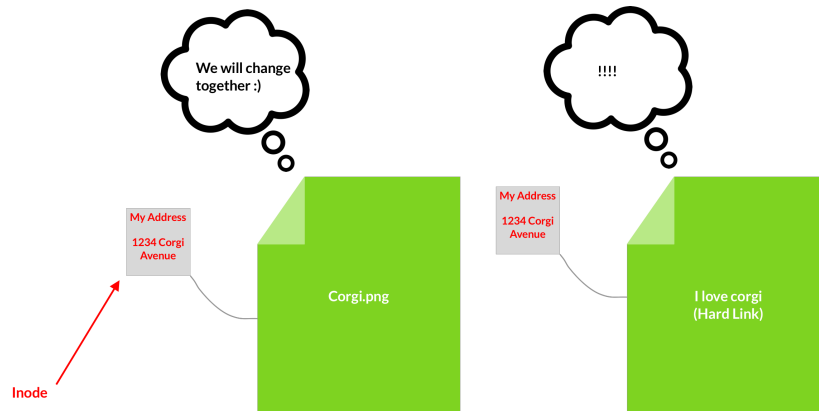 We will change
together :)
!!!!
My Address
1234 Corgi
Avenue
My Address
1234 Corgi
Avenue
Corgi.png
I love corgi
(Hard Link)
Inode